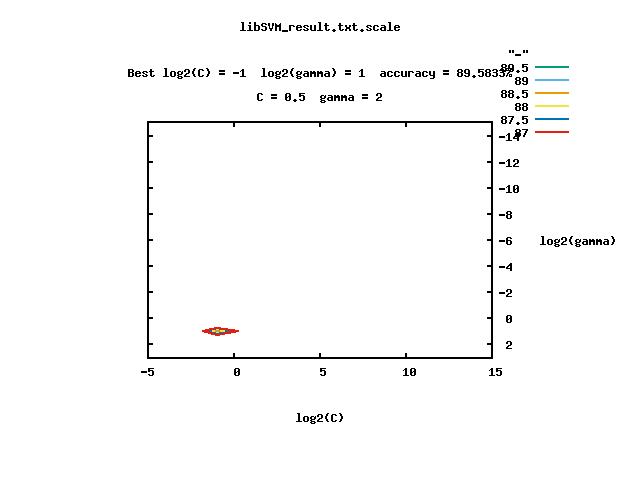 libSVM_result.txt.scale
"-"
Best log2(C) = -1  log2(gamma) = 1  accuracy = 89.5833%
89.5
89
88.5
C = 0.5  gamma = 2
88
87.5
87
-14
-12
-10
-8
-6
log2(gamma)
-4
-2
0
2
-5 0 5 10 15
log2(C)